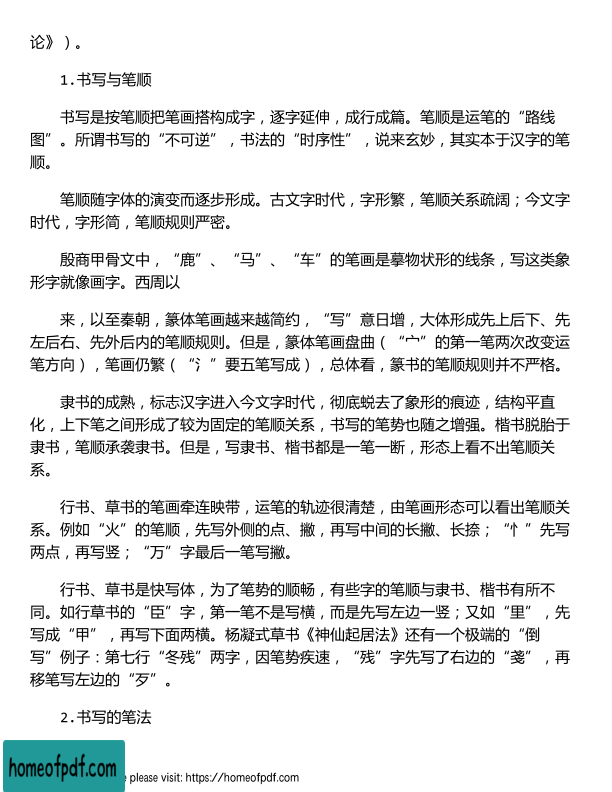 论》）。
1.书写与笔顺
书写是按笔顺把笔画搭构成字，逐字延伸，成行成篇。笔顺是运笔的“路线
图”。所谓书写的“不可逆”，书法的“时序性”，说来玄妙，其实本于汉字的笔
顺。
笔顺随字体的演变而逐步形成。古文字时代，字形繁，笔顺关系疏阔；今文字
时代，字形简，笔顺规则严密。
殷商甲骨文中，“鹿”、“马”、“车”的笔画是摹物状形的线条，写这类象
形字就像画字。西周以
来，以至秦朝，篆体笔画越来越简约，“写”意日增，大体形成先上后下、先
左后右、先外后内的笔顺规则。但是，篆体笔画盘曲（“宀”的第一笔两次改变运
笔方向），笔画仍繁（“氵”要五笔写成），总体看，篆书的笔顺规则并不严格。
隶书的成熟，标志汉字进入今文字时代，彻底蜕去了象形的痕迹，结构平直
化，上下笔之间形成了较为固定的笔顺关系，书写的笔势也随之增强。楷书脱胎于
隶书，笔顺承袭隶书。但是，写隶书、楷书都是一笔一断，形态上看不出笔顺关
系。
行书、草书的笔画牵连映带，运笔的轨迹很清楚，由笔画形态可以看出笔顺关
系。例如“火”的笔顺，先写外侧的点、撇，再写中间的长撇、长捺；“忄”先写
两点，再写竖；“万”字最后一笔写撇。
行书、草书是快写体，为了笔势的顺畅，有些字的笔顺与隶书、楷书有所不
同。如行草书的“臣”字，第一笔不是写横，而是先写左边一竖；又如“里”，先
写成“甲”，再写下面两横。杨凝式草书《神仙起居法》还有一个极端的“倒
写”例子：第七行“冬残”两字，因笔势疾速，“残”字先写了右边的“戔”，再
移笔写左边的“歹”。
2.书写的笔法
homeofpdf.com
please visit: https://homeofpdf.com